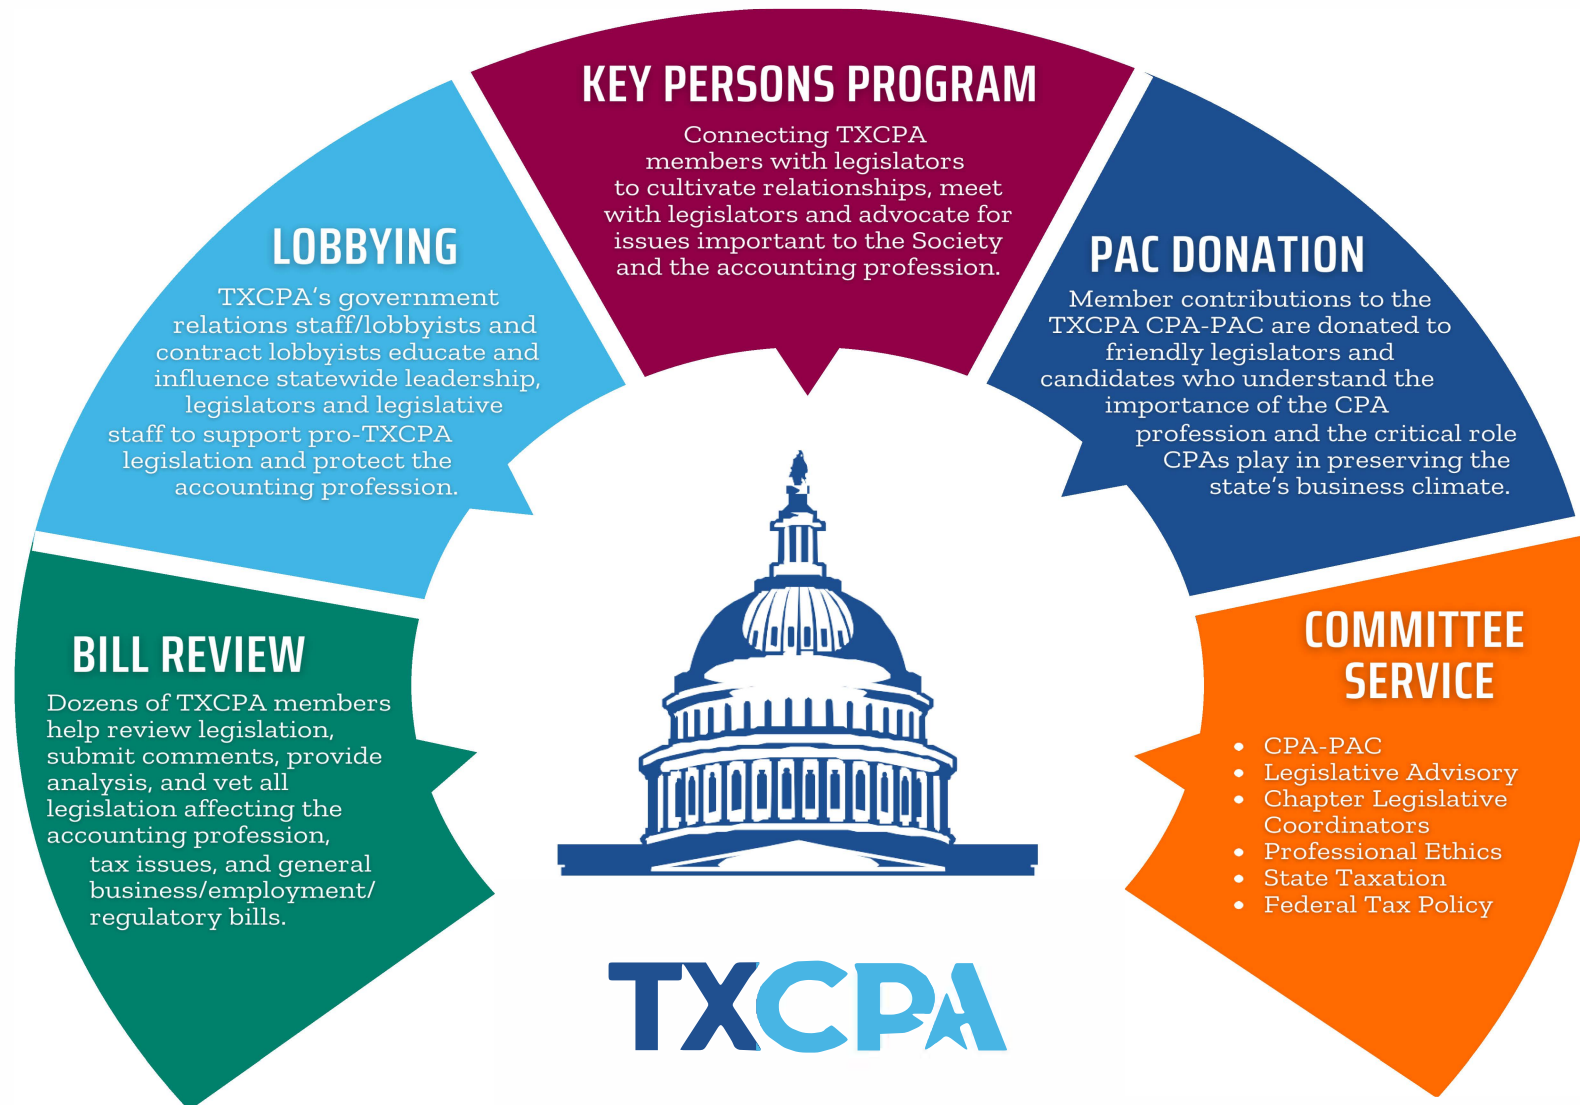 KEY PERSONS PROGRAM
Connecting TXCPA
members with legislators
to cultivate relationships, meet
with legislators and advocate for
issues important to the Society
and the accounting profession.
LOBBYING
TXCPA's government
relations staff/lobbyists and
contract lobbyists educate and
influence statewide leadership,
legislators and legislative
staff to support pro-TXCPA
legislation and protect the
accounting profession.
PAC DONATION
Member contributions to the
TXCPA CPA-PAC are donated to
friendly legislators and
candidates who understand the
importance of the CPA
profession and the critical role
CPAs play in preserving the
state's business climate.
BILL REVIEW
Dozens of TXCPA members
help review legislation,
submit comments, provide
analysis, and vet all
legislation affecting the
accounting profession,
tax issues, and general
business/employment/
regulatory bills.
COMMITTEE
SERVICE
• CPA-PAC
• Legislative Advisory
• Chapter Legislative
Coordinators
• Professional Ethics
• State Taxation
• Federal Tax Policy
TXCPA